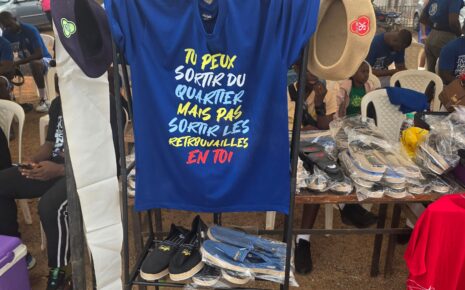 TU PEUX
SORTIR DU
QUARTIER
MAIS PAS
SORTIR LES
RETROUVAILLES
EN TOI